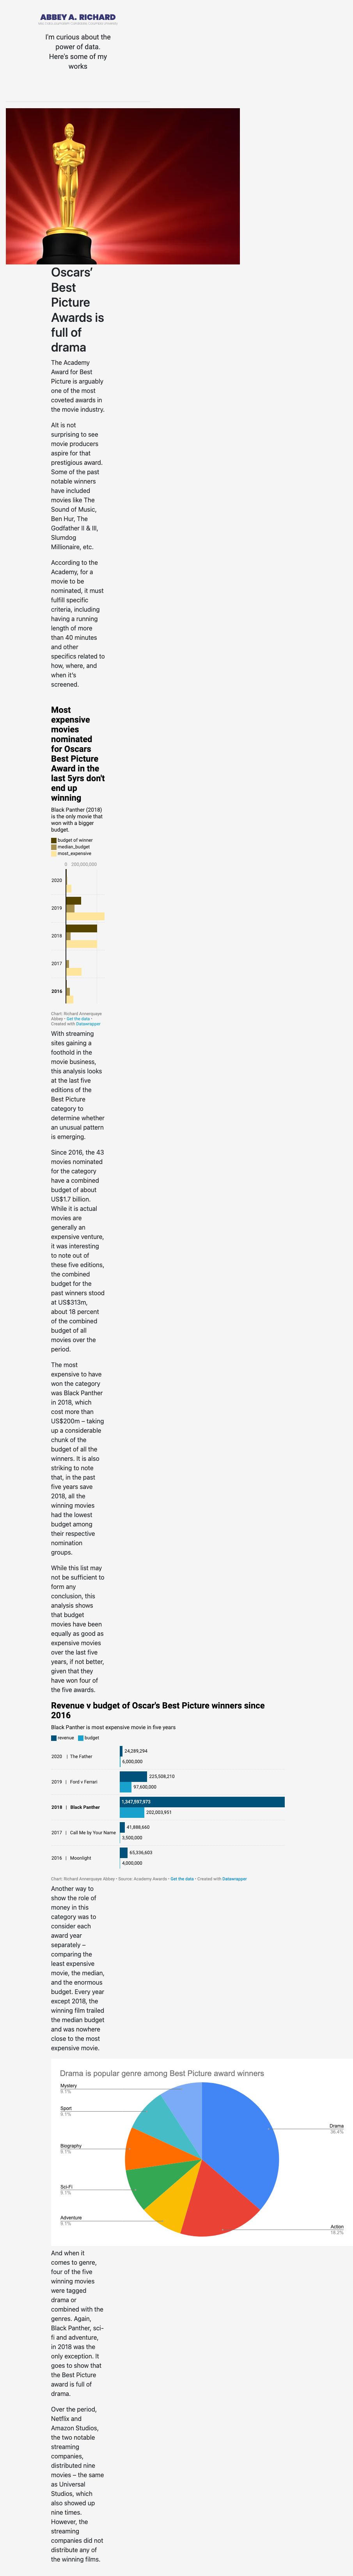 ABBEY A. RICHARD
I'm curious about the
power of data.
Here's some of my
works
Oscars'
Best
Picture
Awards is
full of
drama
The Academy
Award for Best
Picture is arguably
one of the most
coveted awards in
the movie industry.
AIt is not
surprising to see
movie producers
aspire for that
prestigious award.
Some of the past
notable winners
have included
movies like The
Sound of Music,
Ben Hur, The
Godfather II & III,
Slumdog
Millionaire, etc.
According to the
Academy, for a
movie to be
nominated, it must
fulfill specific
criteria, including
having a running
length of more
than 40 minutes
and other
specifics related to
how, where, and
when it's
screened.
Most
expensive
movies
nominated
for Oscars
Best Picture
Award in the
last 5yrs don't
end up
winning
Black Panther (2018)
is the only movie that
won with a bigger
budget.
budget of winner
median_budget
most_expensive
0 200,000,000
2020
2019
2018
2017
2016
Chart: Richard Annerquaye
Abbey • Get the data •
Created with Datawrapper
With streaming
sites gaining a
foothold in the
movie business,
this analysis looks
at the last five
editions of the
Best Picture
category to
determine whether
an unusual pattern
is emerging.
Since 2016, the 43
movies nominated
for the category
have a combined
budget of about
US$1.7 billion.
While it is actual
movies are
generally an
expensive venture,
it was interesting
to note out of
these five editions,
the combined
budget for the
past winners stood
at US$313m,
about 18 percent
of the combined
budget of all
movies over the
period.
The most
expensive to have
won the category
was Black Panther
in 2018, which
cost more than
US$200m – taking
up a considerable
chunk of the
budget of all the
winners. It is also
striking to note
that, in the past
five years save
2018, all the
winning movies
had the lowest
budget among
their respective
nomination
groups.
While this list may
not be sufficient to
form any
conclusion, this
analysis shows
that budget
movies have been
equally as good as
expensive movies
over the last five
years, if not better,
given that they
have won four of
the five awards.
Revenue v budget of Oscar's Best Picture winners since
2016
Black Panther is most expensive movie in five years
revenue budget
2020 | The Father
24,289,294
6,000,000
2019 | Ford v Ferrari
225,508,210
97,600,000
2018 | Black Panther
1,347,597,973
202,003,951
2017 | Call Me by Your Name
41,888,660
3,500,000
2016 | Moonlight
65,336,603
4,000,000
Chart: Richard Annerquaye Abbey • Source: Academy Awards • Get the data • Created with Datawrapper
Another way to
show the role of
money in this
category was to
consider each
award year
separately –
comparing the
least expensive
movie, the median,
and the enormous
budget. Every year
except 2018, the
winning film trailed
the median budget
and was nowhere
close to the most
expensive movie.
Drama is popular genre among Best Picture award winners
Mystery
9.1%
Sport
9.1%
Biography
9.1%
Sci-Fi
9.1%
Adventure
9.1%
Drama
36.4%
Action
18.2%
And when it
comes to genre,
four of the five
winning movies
were tagged
drama or
combined with the
genres. Again,
Black Panther, sci-
fi and adventure,
in 2018 was the
only exception. It
goes to show that
the Best Picture
award is full of
drama.
Over the period,
Netflix and
Amazon Studios,
the two notable
streaming
companies,
distributed nine
movies – the same
as Universal
Studios, which
also showed up
nine times.
However, the
streaming
companies did not
distribute any of
the winning films.